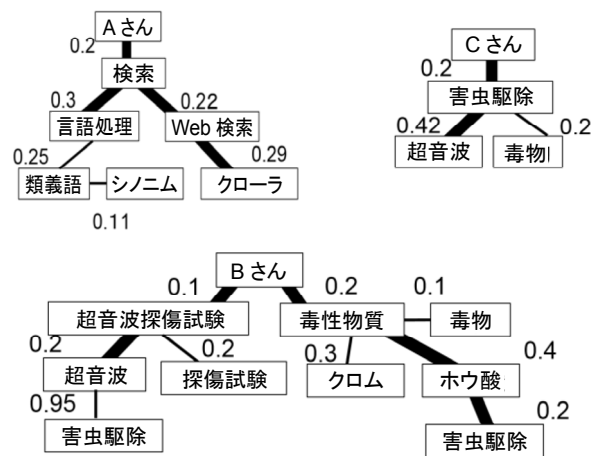 Aさん
0.2
検索
0.3
0.22
言語処理
Web 検索
0.25
0.29
類義語
シノニム
クローラ
0.11
Cさん
0.2
害虫駆除
0.42
0.2
超音波
毒物
Bさん
0.1
0.2
0.1
超音波探傷試験
毒性物質
毒物
0.2
0.2
0.3
0.4
超音波
探傷試験
クロム
ホウ酸
0.95
0.2
害虫駆除
害虫駆除